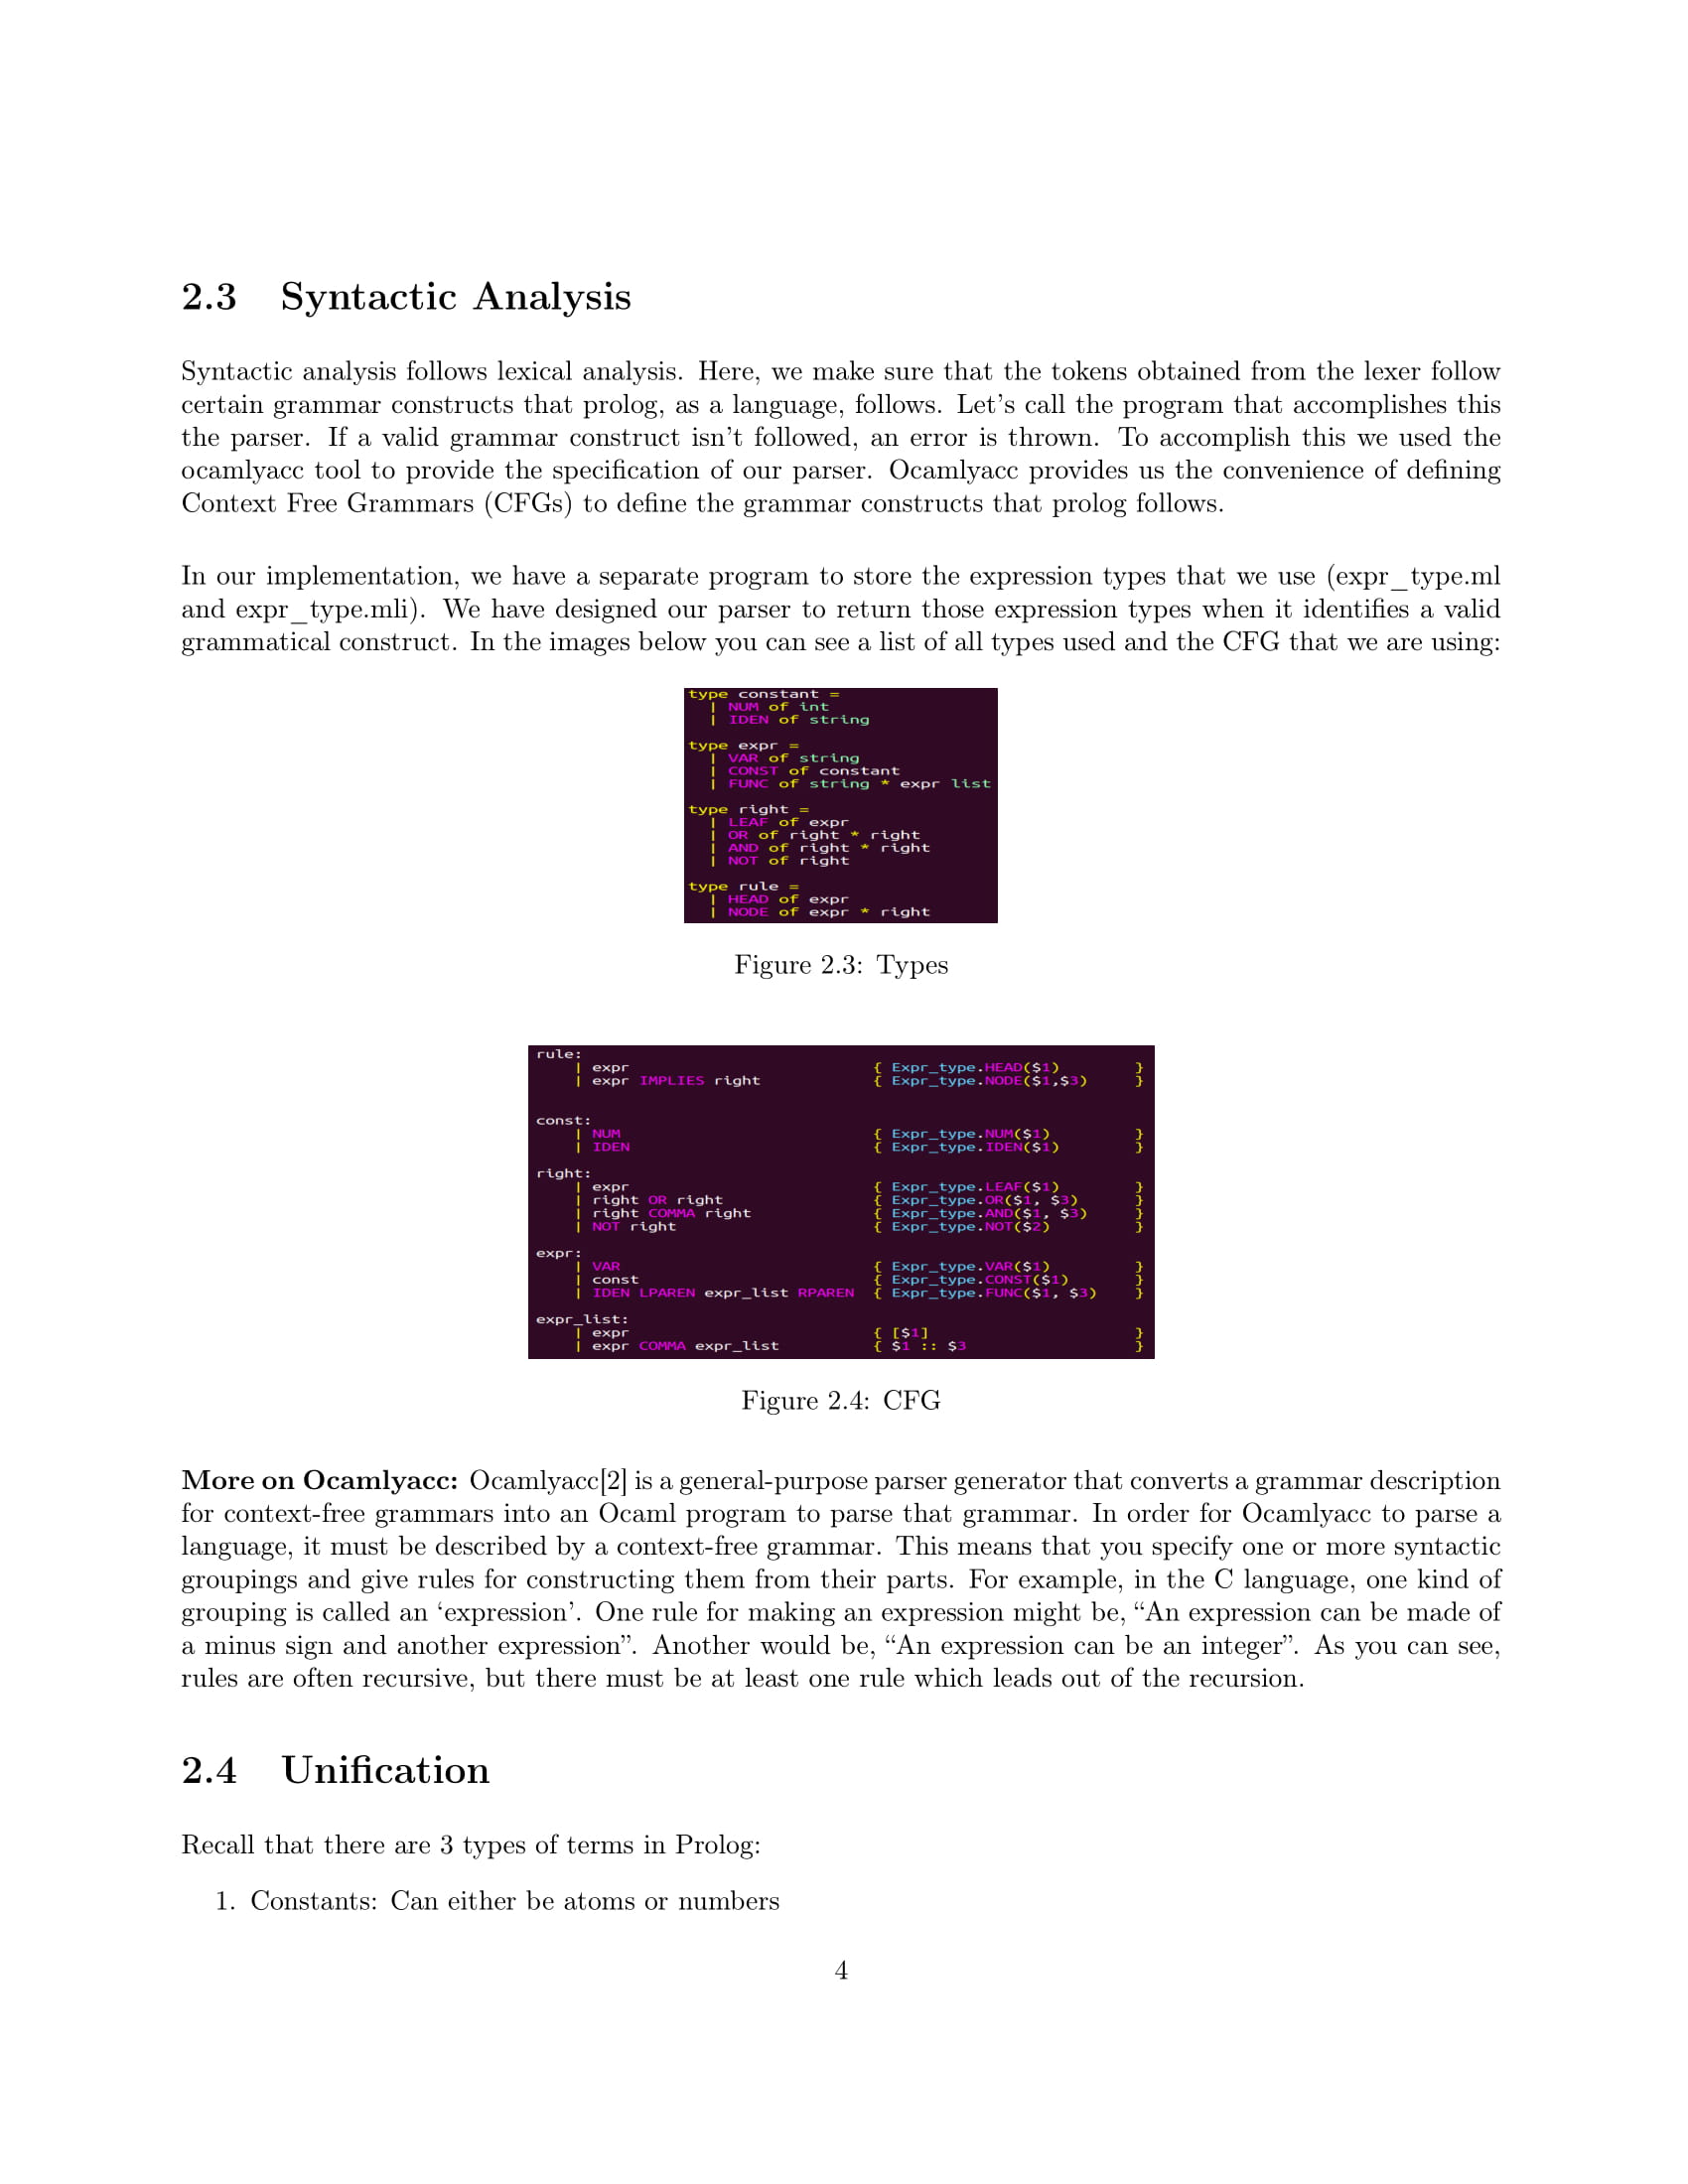 2.3 Syntactic Analysis
Syntactic analysis follows lexical analysis. Here, we make sure that the tokens obtained from the lexer follow
certain grammar constructs that prolog, as a language, follows. Let's call the program that accomplishes this
the parser. If a valid grammar construct isn't followed, an error is thrown. To accomplish this we used the
ocamlyacc tool to provide the specification of our parser. Ocamlyacc provides us the convenience of defining
Context Free Grammars (CFGs) to define the grammar constructs that prolog follows.
In our implementation, we have a separate program to store the expression types that we use (expr_type.ml
and expr_type.mli). We have designed our parser to return those expression types when it identifies a valid
grammatical construct. In the images below you can see a list of all types used and the CFG that we are using:
type constant =
| NUM of int
| IDEN of string
type expr =
| VAR of string
| CONST of constant
| FUNC of string * expr list
type right =
| LEAF of expr
| OR of right * right
| AND of right * right
| NOT of right
type rule =
| HEAD of expr
| NODE of expr * right
Figure 2.3: Types
rule:
| expr { Expr_type.HEAD($1) }
| expr IMPLIES right { Expr_type.NODE($1,$3) }
const:
| NUM { Expr_type.NUM($1) }
| IDEN { Expr_type.IDEN($1) }
right:
| expr { Expr_type.LEAF($1) }
| right OR right { Expr_type.OR($1, $3) }
| right COMMA right { Expr_type.AND($1, $3) }
| NOT right { Expr_type.NOT($2) }
expr:
| VAR { Expr_type.VAR($1) }
| const { Expr_type.CONST($1) }
| IDEN LPAREN expr_list RPAREN { Expr_type.FUNC($1, $3) }
expr_list:
| expr { [$1] }
| expr COMMA expr_list { $1 :: $3 }
Figure 2.4: CFG
More on Ocamlyacc: Ocamlyacc[2] is a general-purpose parser generator that converts a grammar description
for context-free grammars into an Ocaml program to parse that grammar. In order for Ocamlyacc to parse a
language, it must be described by a context-free grammar. This means that you specify one or more syntactic
groupings and give rules for constructing them from their parts. For example, in the C language, one kind of
grouping is called an ‘expression’. One rule for making an expression might be, “An expression can be made of
a minus sign and another expression”. Another would be, “An expression can be an integer”. As you can see,
rules are often recursive, but there must be at least one rule which leads out of the recursion.
2.4 Unification
Recall that there are 3 types of terms in Prolog:
1. Constants: Can either be atoms or numbers
4